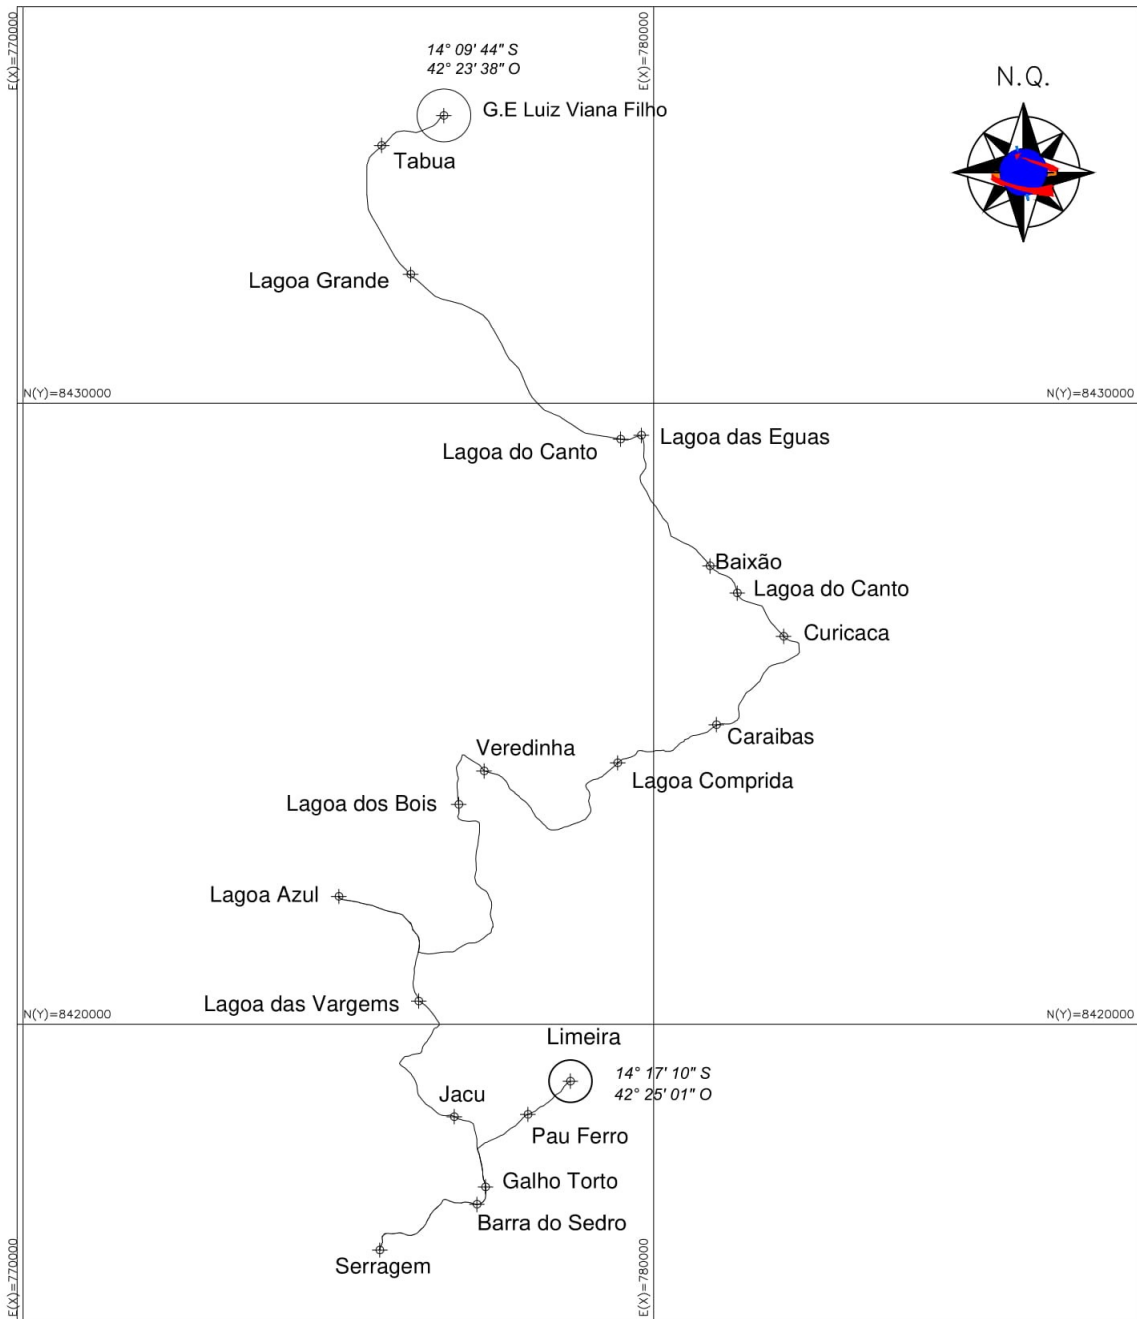 E(X)=770000
E(X)=780000
14° 09' 44" S
42° 23' 38" O
N.Q.
G.E Luiz Viana Filho
Tabua
Lagoa Grande
N(Y)=8430000
N(Y)=8430000
Lagoa das Eguas
Lagoa do Canto
Baixão
Lagoa do Canto
Curicaca
Caraibas
Veredinha
Lagoa Comprida
Lagoa dos Bois
Lagoa Azul
Lagoa das Vargems
N(Y)=8420000
N(Y)=8420000
Limeira
14° 17' 10" S
42° 25' 01" O
Jacu
Pau Ferro
Galho Torto
Barra do Sedro
Serragem
E(X)=770000
E(X)=780000